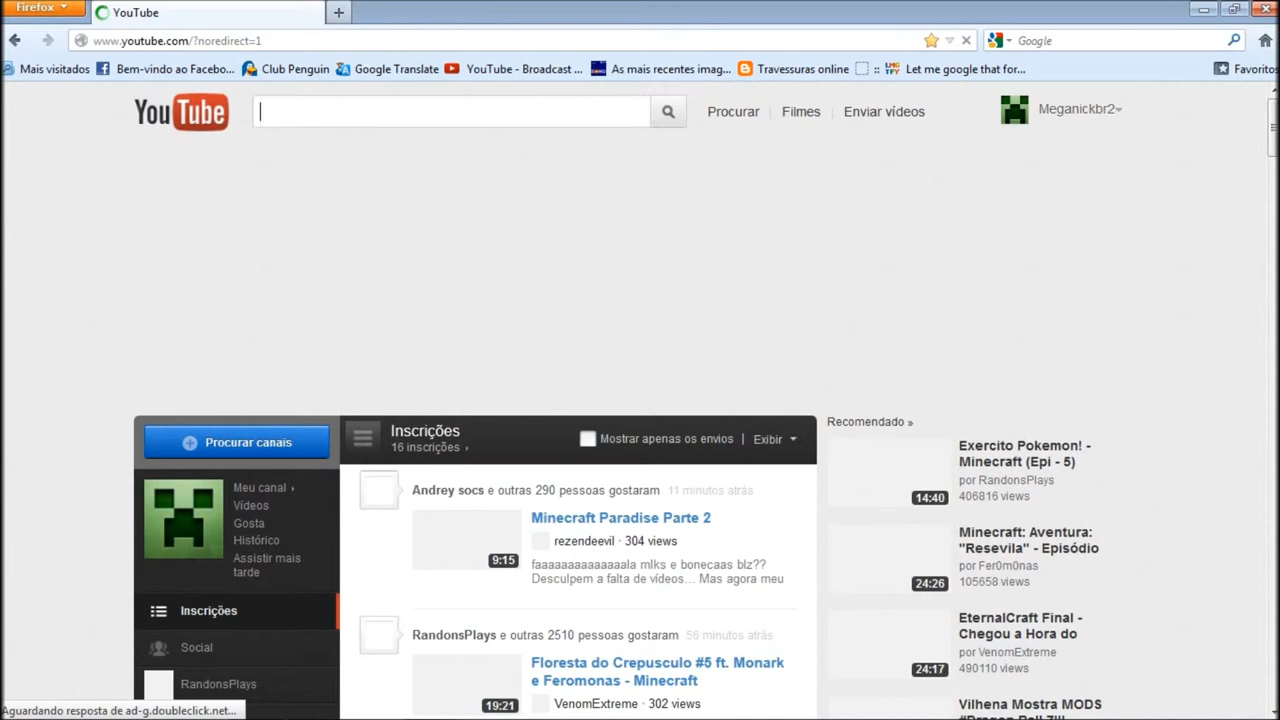 Firefox
YouTube
www.youtube.com/?noredirect=1
Google
Mais visitados
Bem-vindo ao Facebo...
Club Penguin
Google Translate
YouTube - Broadcast ...
As mais recentes imag...
Travessuras online
::
LMG TFY
Let me google that for...
Favoritos
YouTube
Procurar
Filmes
Enviar vídeos
Meganickbr2
Procurar canais
Meu canal ›
Vídeos
Gosta
Histórico
Assistir mais
tarde
Inscrições
Social
RandonsPlays
Inscrições
16 inscrições ›
Mostrar apenas os envios | Exibir
Andrey socs e outras 290 pessoas gostaram 11 minutos atrás
9:15
Minecraft Paradise Parte 2
rezendeevil · 304 views
faaaaaaaaaaaaaala mlks e bonecaas blz??
Desculpem a falta de vídeos... Mas agora meu
RandonsPlays e outras 2510 pessoas gostaram 56 minutos atrás
19:21
Floresta do Crepusculo #5 ft. Monark
e Feromonas - Minecraft
VenomExtreme · 302 views
Recomendado »
14:40
Exercito Pokemon! -
Minecraft (Epi - 5)
por RandonsPlays
406816 views
24:26
Minecraft: Aventura:
"Resevila" - Episódio
por Fer0m0nas
105658 views
24:17
EternalCraft Final -
Chegou a Hora do
por VenomExtreme
490110 views
Vilhena Mostra MODS
Aguardando resposta de ad-g.doubleclick.net...